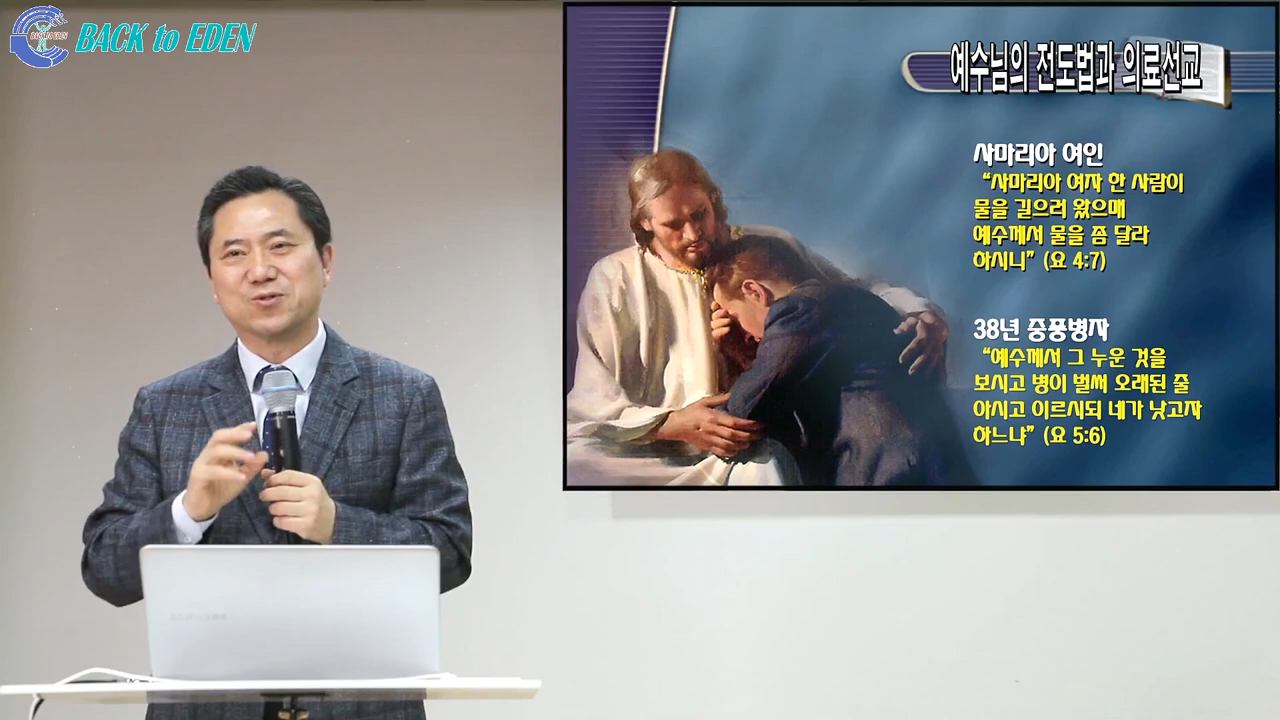 BACK to EDEN
BACK TO EDEN
예수님의 전도법과 의료선교
사마리아 여인
“사마리아 여자 한 사람이
물을 길으러 왔으매
예수께서 물을 좀 달라
하시니” (요 4:7)
38년 중풍병자
“예수께서 그 누운 것을
보시고 병이 벌써 오래된 줄
아시고 이르시되 네가 낫고자
하느냐” (요 5:6)